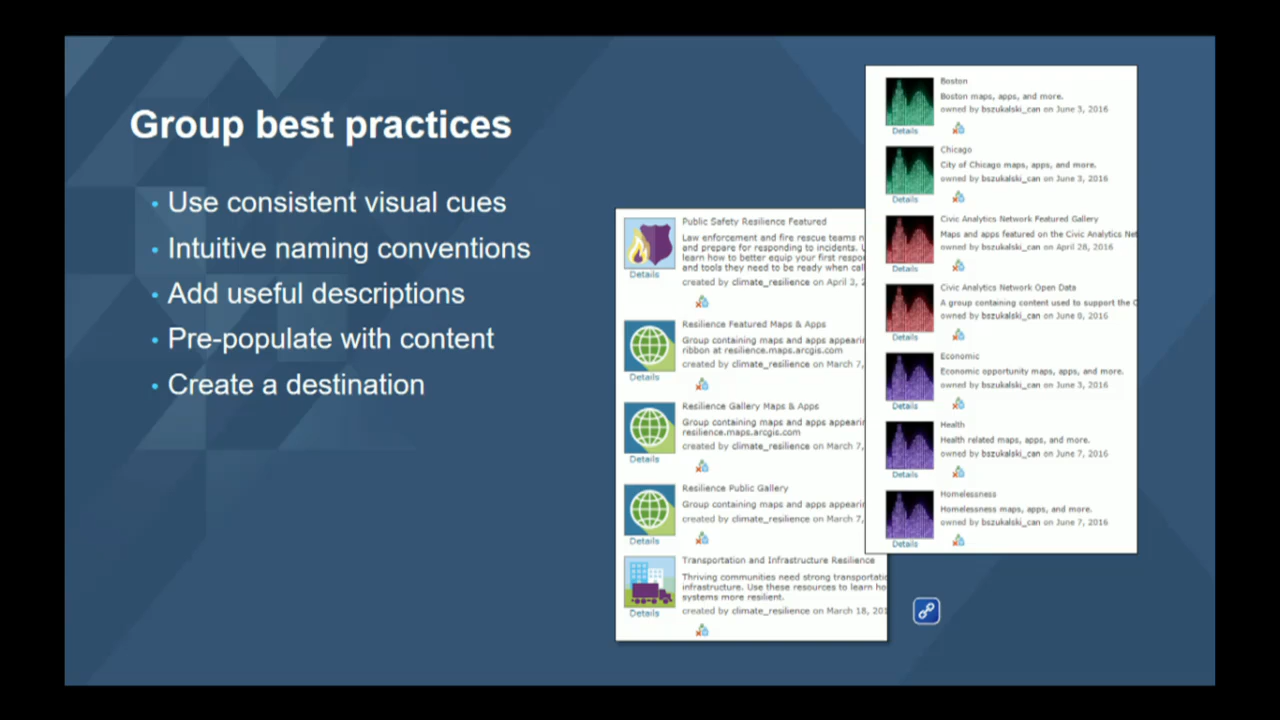 Group best practices
• Use consistent visual cues
• Intuitive naming conventions
• Add useful descriptions
• Pre-populate with content
• Create a destination
Public Safety Resilience Featured
Law enforcement and fire rescue teams n
and prepare for responding to incidents. U
learn how to better equip your first respo
and tools they need to be ready when cal
created by climate_resilience on April 3, 2
Details
Resilience Featured Maps & Apps
Group containing maps and apps appeari
ribbon at resilience.maps.arcgis.com
created by climate_resilience on March 7,
Details
Resilience Gallery Maps & Apps
Group containing maps and apps appearin
resilience.maps.arcgis.com
created by climate_resilience on March 7,
Details
Resilience Public Gallery
Group containing maps and apps appearin
created by climate_resilience on March 7,
Details
Transportation and Infrastructure Resilience
Thriving communities need strong transportatio
infrastructure. Use these resources to learn ho
systems more resilient.
created by climate_resilience on March 18, 201
Details
Boston
Boston maps, apps, and more.
owned by bszukalski_can on June 3, 2016
Details
Chicago
City of Chicago maps, apps, and more.
owned by bszukalski_can on June 3, 2016
Details
Civic Analytics Network Featured Gallery
Maps and apps featured on the Civic Analytics Net
owned by bszukalski_can on April 28, 2016
Details
Civic Analytics Network Open Data
A group containing content used to support the C
owned by bszukalski_can on June 8, 2016
Details
Economic
Economic opportunity maps, apps, and more.
owned by bszukalski_can on June 3, 2016
Details
Health
Health related maps, apps, and more.
owned by bszukalski_can on June 7, 2016
Details
Homelessness
Homelessness maps, apps, and more.
owned by bszukalski_can on June 7, 2016
Details